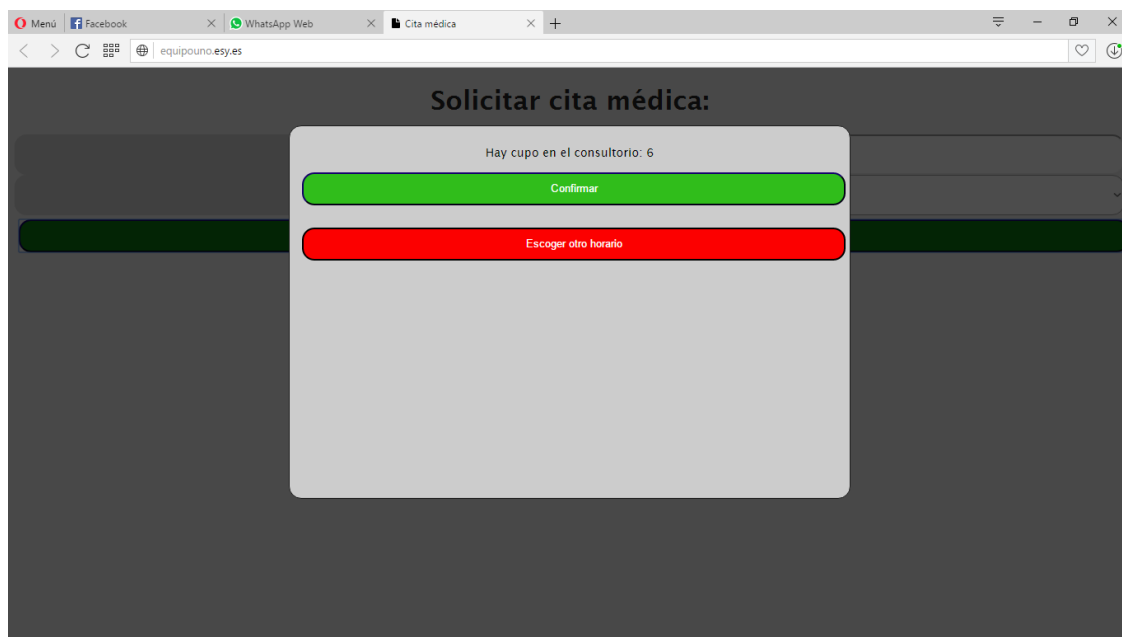 Menú Facebook WhatsApp Web Cita médica
equipouno.esy.es
Solicitar cita médica:
Hay cupo en el consultorio: 6
Confirmar
Escoger otro horario